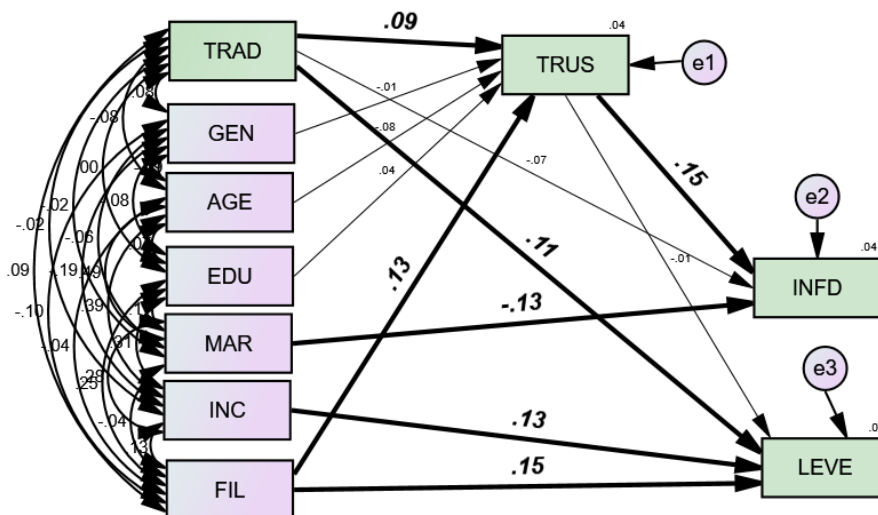 .04
.09
TRAD
TRUS
e1
.08
-.08
-.01
GEN
-.08
.00
.04
-.07
.15
AGE
.08
-.02
e2
-.02
-.06
.11
.04
-.01
.09
-.19
.49
EDU
.13
INFD
-.10
.39
-.13
MAR
-.04
.31
e3
.28
.25
INC
.13
-.04
.13
.15
LEVE
FIL